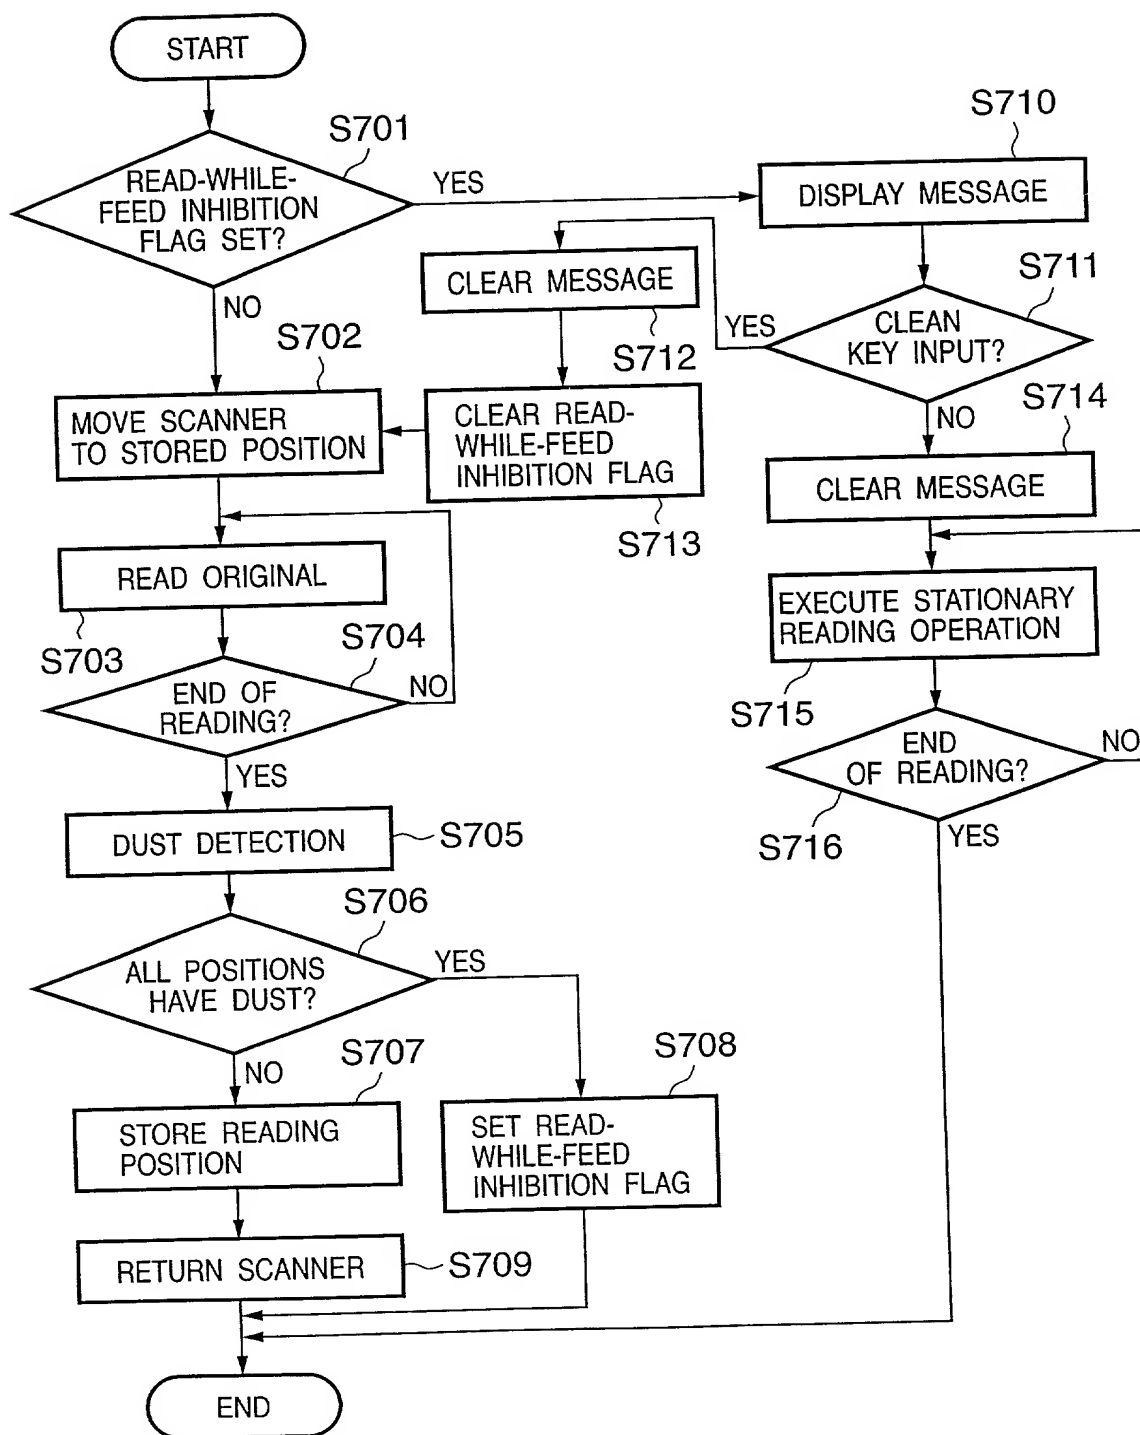 START
S701
READ-WHILE-
FEED INHIBITION
FLAG SET?
YES
NO
S702
MOVE SCANNER
TO STORED POSITION
READ ORIGINAL
S703
S704
END OF
READING?
NO
YES
DUST DETECTION
S705
S706
ALL POSITIONS
HAVE DUST?
YES
NO
S707
STORE READING
POSITION
S708
SET READ-
WHILE-FEED
INHIBITION FLAG
RETURN SCANNER
S709
END
S710
DISPLAY MESSAGE
S711
CLEAN
KEY INPUT?
YES
CLEAR MESSAGE
S712
CLEAR READ-
WHILE-FEED
INHIBITION FLAG
S713
NO
S714
CLEAR MESSAGE
EXECUTE STATIONARY
READING OPERATION
S715
END
OF READING?
NO
S716
YES